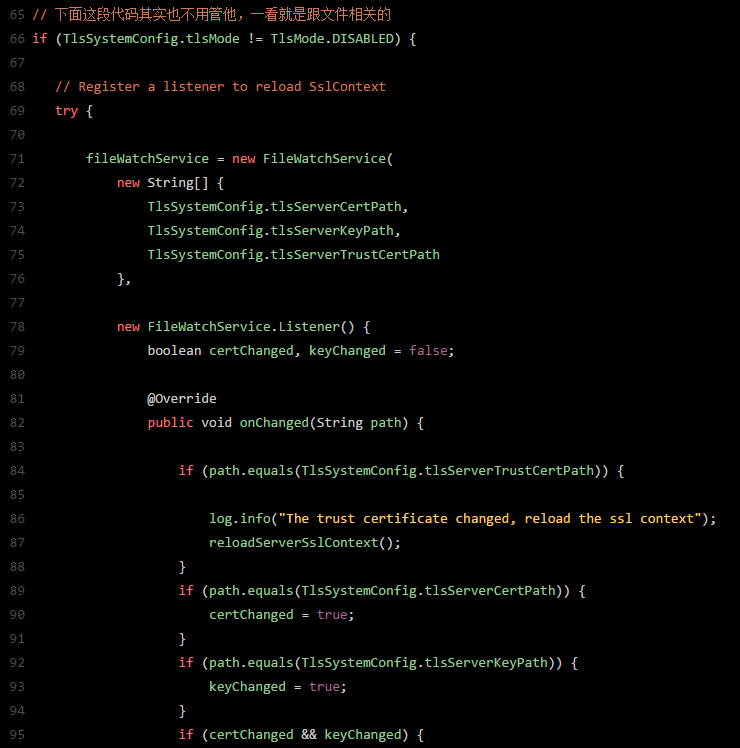 65 // 下面这段代码其实也不用管他，一看就是跟文件相关的
66 if (TlsSystemConfig.tlsMode != TlsMode.DISABLED) {
67
68     // Register a listener to reload SslContext
69     try {
70
71         fileWatchService = new FileWatchService(
72             new String[] {
73                 TlsSystemConfig.tlsServerCertPath,
74                 TlsSystemConfig.tlsServerKeyPath,
75                 TlsSystemConfig.tlsServerTrustCertPath
76             },
77
78             new FileWatchService.Listener() {
79                 boolean certChanged, keyChanged = false;
80
81                 @Override
82                 public void onChanged(String path) {
83
84                     if (path.equals(TlsSystemConfig.tlsServerTrustCertPath)) {
85
86                         log.info("The trust certificate changed, reload the ssl context");
87                         reloadServerSslContext();
88                     }
89                     if (path.equals(TlsSystemConfig.tlsServerCertPath)) {
90                         certChanged = true;
91                     }
92                     if (path.equals(TlsSystemConfig.tlsServerKeyPath)) {
93                         keyChanged = true;
94                     }
95                     if (certChanged && keyChanged) {